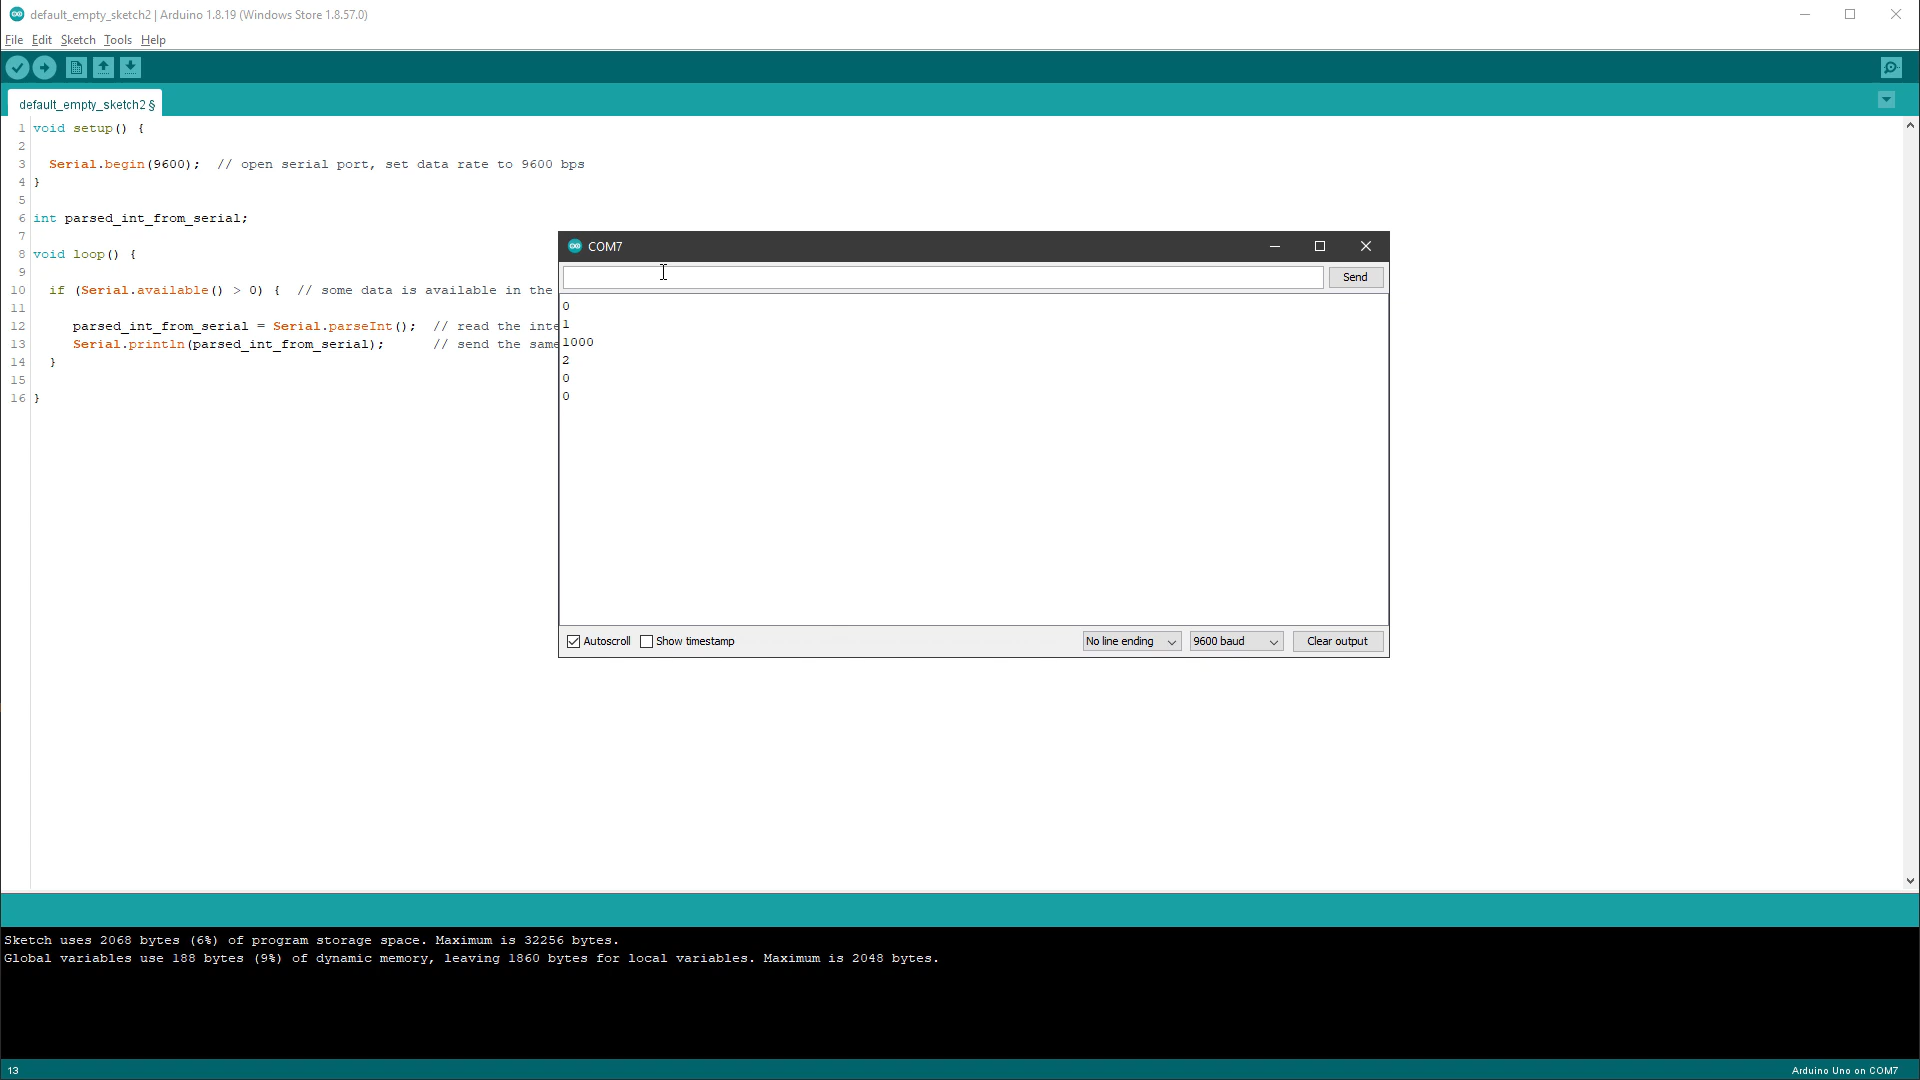 default_empty_sketch2 | Arduino 1.8.19 (Windows Store 1.8.57.0)
File Edit Sketch Tools Help
default_empty_sketch2 §
1 void setup() {
2
3 Serial.begin(9600); // open serial port, set data rate to 9600 bps
4 }
5
6 int parsed_int_from_serial;
7
8 void loop() {
9
10 if (Serial.available() > 0) { // some data is available in the
11
12 parsed_int_from_serial = Serial.parseInt(); // read the inte
13 Serial.println(parsed_int_from_serial); // send the same
14 }
15
16 }
COM7
Send
0
1
1000
2
0
0
Autoscroll Show timestamp No line ending 9600 baud Clear output
Sketch uses 2068 bytes (6%) of program storage space. Maximum is 32256 bytes.
Global variables use 188 bytes (9%) of dynamic memory, leaving 1860 bytes for local variables. Maximum is 2048 bytes.
13 Arduino Uno on COM7